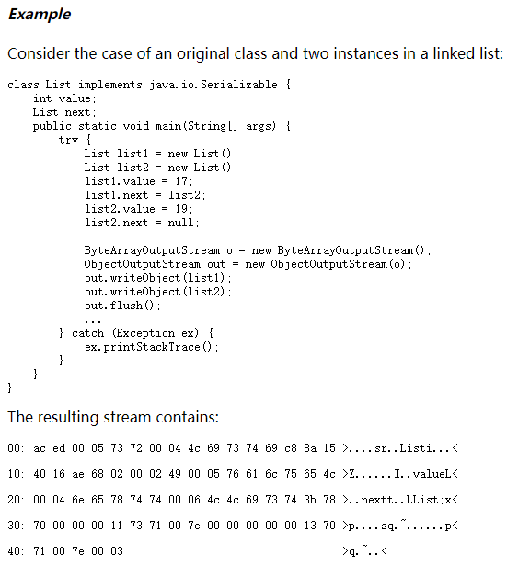 Example
Consider the case of an original class and two instances in a linked list:
class List implements java.io.Serializable {
int value;
List next;
public static void main(String[] args) {
try {
List list1 = new List()
List list2 = new List()
list1.value = 17;
list1.next = list2;
list2.value = 19;
list2.next = null;
ByteArrayOutputStream o = new ByteArrayOutputStream();
ObjectOutputStream out = new ObjectOutputStream(o);
out.writeObject(list1);
out.writeObject(list2);
out.flush();
...
} catch (Exception ex) {
ex.printStackTrace();
}
}
}
The resulting stream contains:
00: ac ed 00 05 73 72 00 04 4c 69 73 74 69 c8 8a 15 >....sr..Listi...<
10: 40 16 ae 68 02 00 02 49 00 05 76 61 6c 75 65 4c >Z......I..valueL<
20: 00 04 6e 65 78 74 74 00 06 4c 4c 69 73 74 3b 78 >..nextt..LList;x<
30: 70 00 00 00 11 73 71 00 7e 00 00 00 00 00 13 70 >p....sq.~......p<
40: 71 00 7e 00 03 >q.~..<